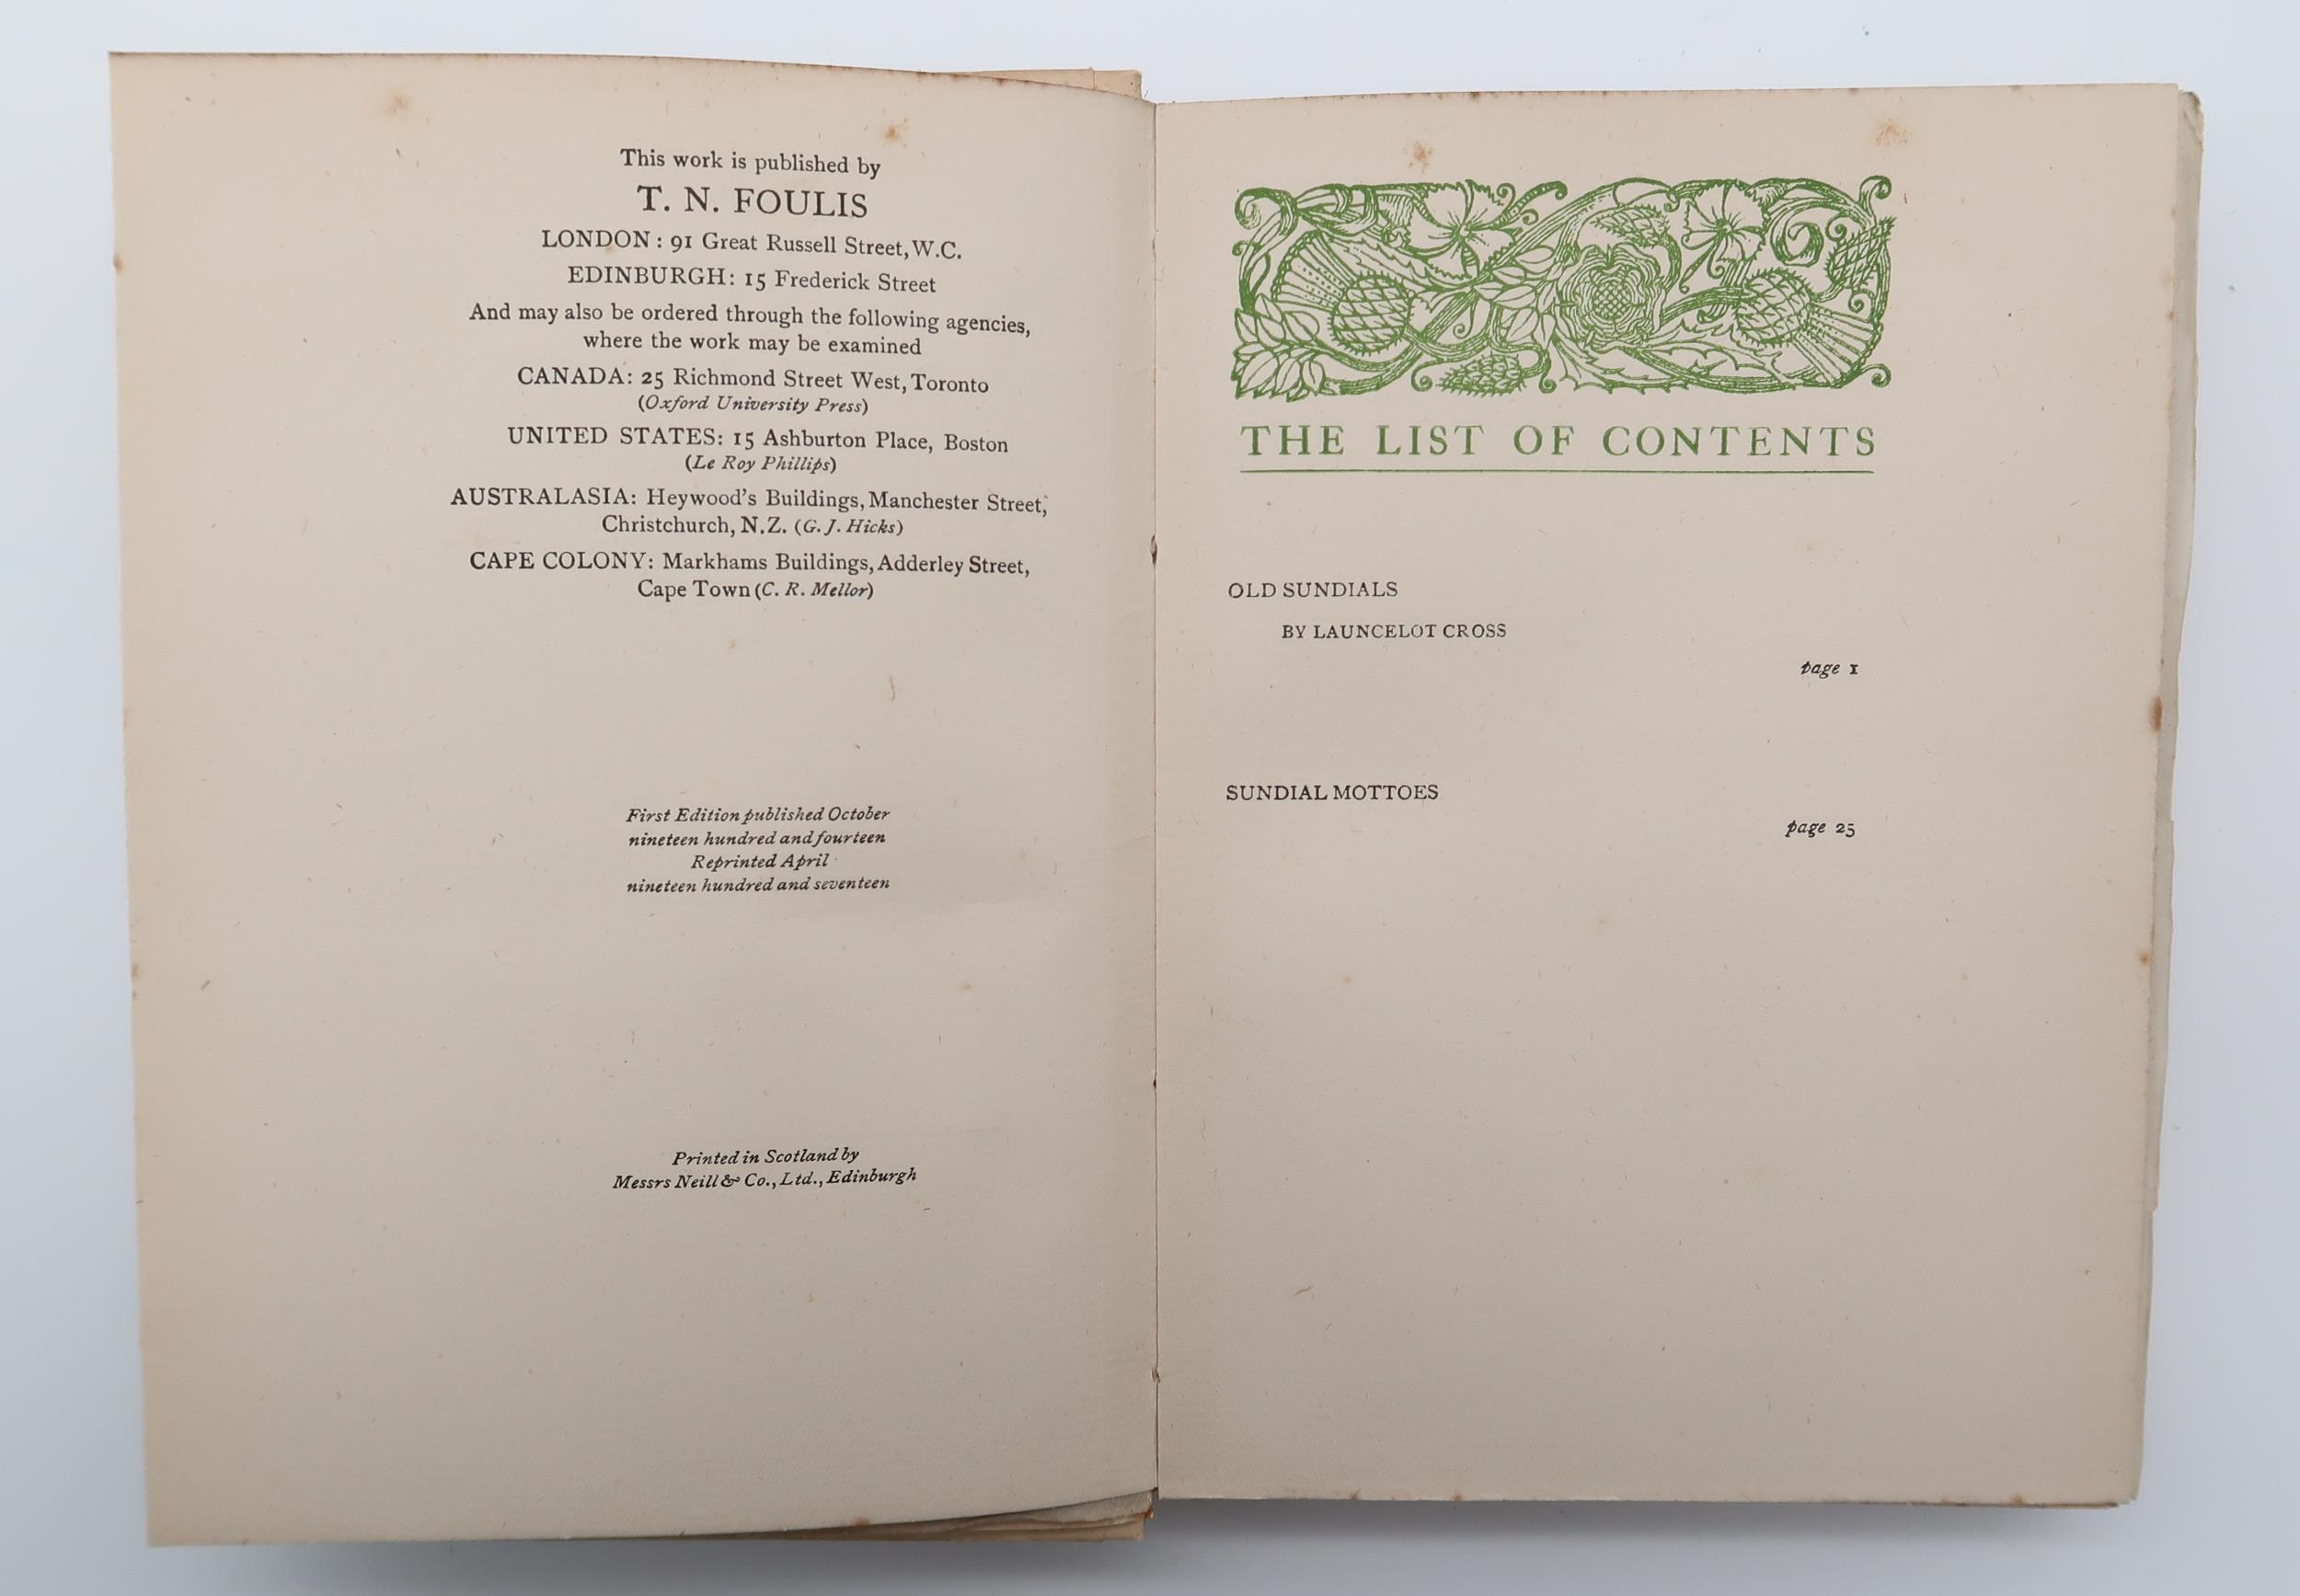 This work is published by
T. N. FOULIS
LONDON: 91 Great Russell Street, W.C.
EDINBURGH: 15 Frederick Street
And may also be ordered through the following agencies,
where the work may be examined
CANADA: 25 Richmond Street West, Toronto
(Oxford University Press)
UNITED STATES: 15 Ashburton Place, Boston
(Le Roy Phillips)
AUSTRALASIA: Heywood's Buildings, Manchester Street,
Christchurch, N.Z. (G. J. Hicks)
CAPE COLONY: Markhams Buildings, Adderley Street,
Cape Town (C. R. Mellor)
First Edition published October
nineteen hundred and fourteen
Reprinted April
nineteen hundred and seventeen
Printed in Scotland by
Messrs Neill & Co., Ltd., Edinburgh
THE LIST OF CONTENTS
OLD SUNDIALS
BY LAUNCELOT CROSS
page 1
SUNDIAL MOTTOES
page 25